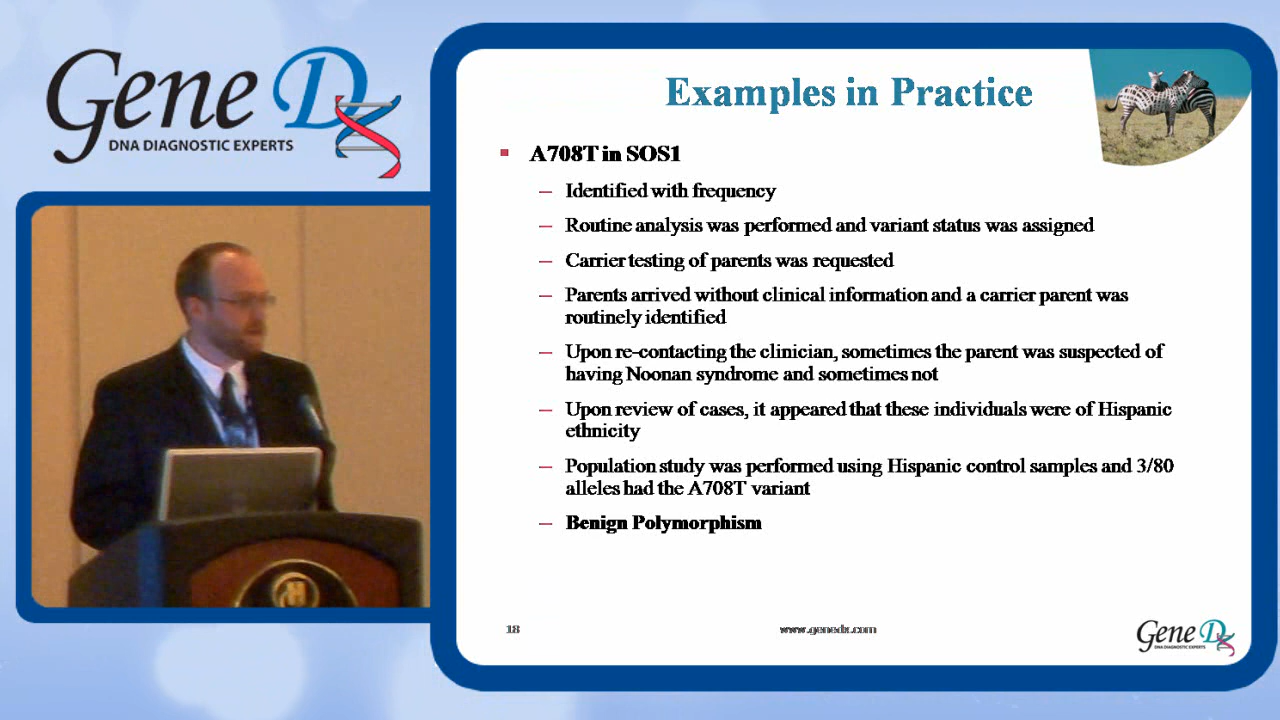 Gene Dx
DNA DIAGNOSTIC EXPERTS
Examples in Practice
A708T in SOS1
– Identified with frequency
– Routine analysis was performed and variant status was assigned
– Carrier testing of parents was requested
– Parents arrived without clinical information and a carrier parent was
routinely identified
– Upon re-contacting the clinician, sometimes the parent was suspected of
having Noonan syndrome and sometimes not
– Upon review of cases, it appeared that these individuals were of Hispanic
ethnicity
– Population study was performed using Hispanic control samples and 3/80
alleles had the A708T variant
– Benign Polymorphism
18
www.genedx.com
Gene Dx
DNA DIAGNOSTIC EXPERTS
H